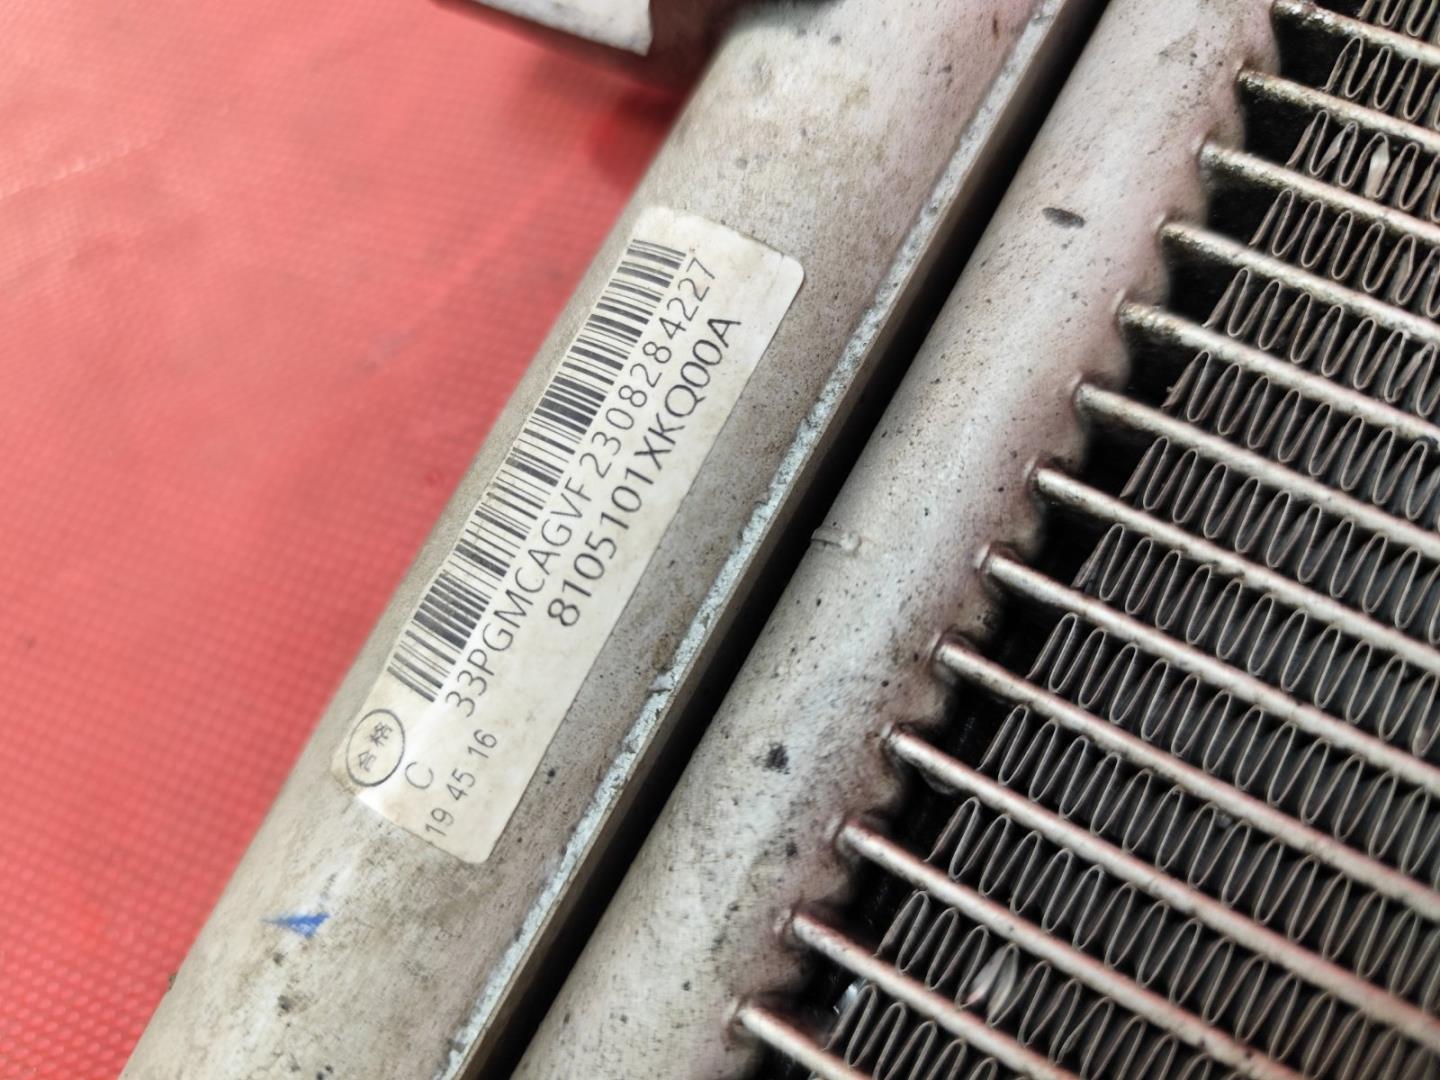 33PGMCAGVF2308284227
8105101XKQ00A
合格
C
19 45 16